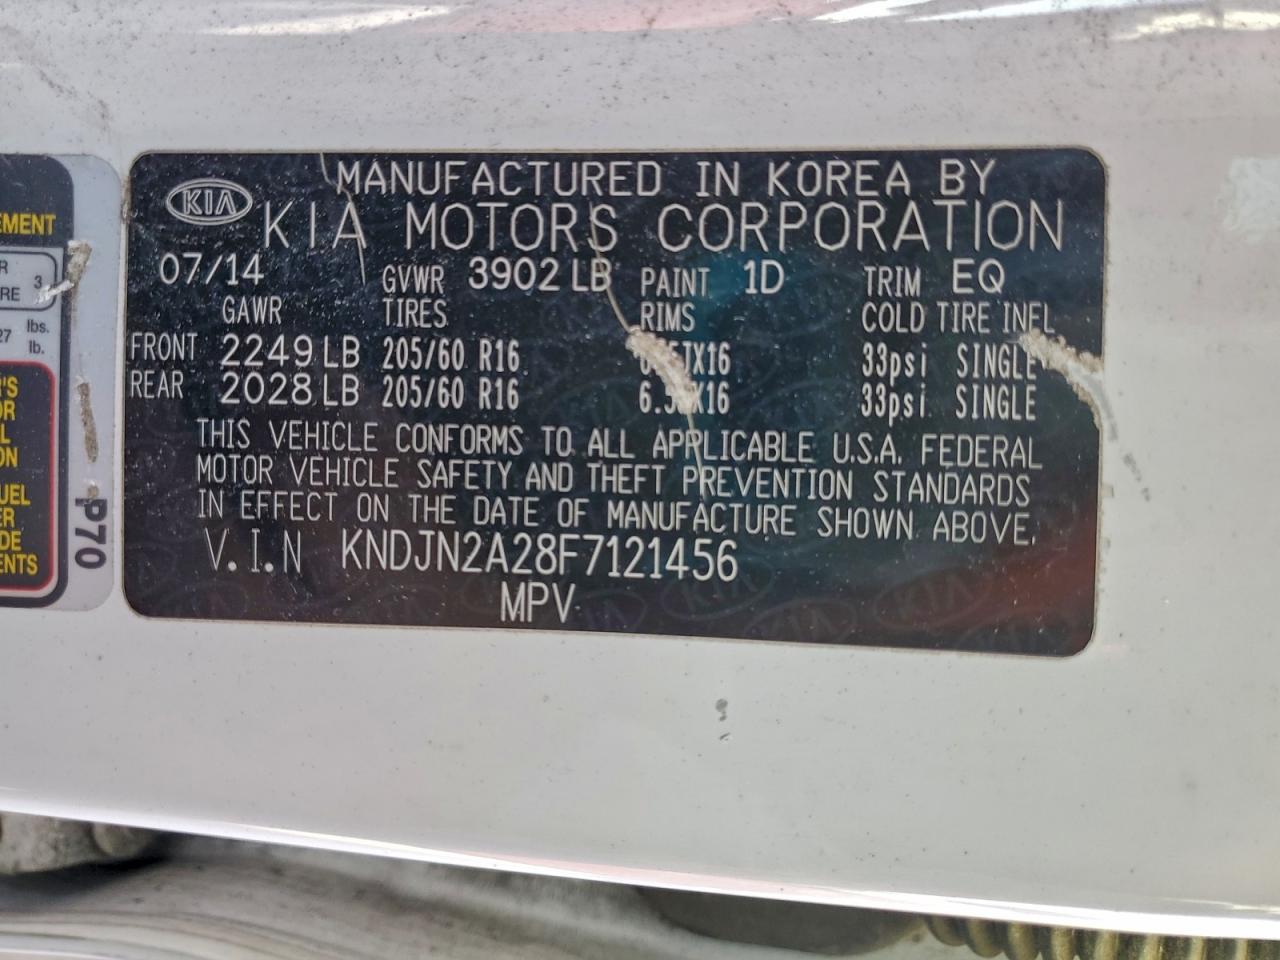 MANUFACTURED IN KOREA BY
KIA KIA MOTORS CORPORATION
07/14 GVWR 3902 LB PAINT 1D TRIM EQ
GAWR TIRES RIMS COLD TIRE INFL
FRONT 2249 LB 205/60 R16 33psi SINGLE
REAR 2028 LB 205/60 R16 33psi SINGLE
THIS VEHICLE CONFORMS TO ALL APPLICABLE U.S.A. FEDERAL
MOTOR VEHICLE SAFETY AND THEFT PREVENTION STANDARDS
IN EFFECT ON THE DATE OF MANUFACTURE SHOWN ABOVE.
V.I.N KNDJN2A28F7121456
MPV
P70
lbs.
lb.